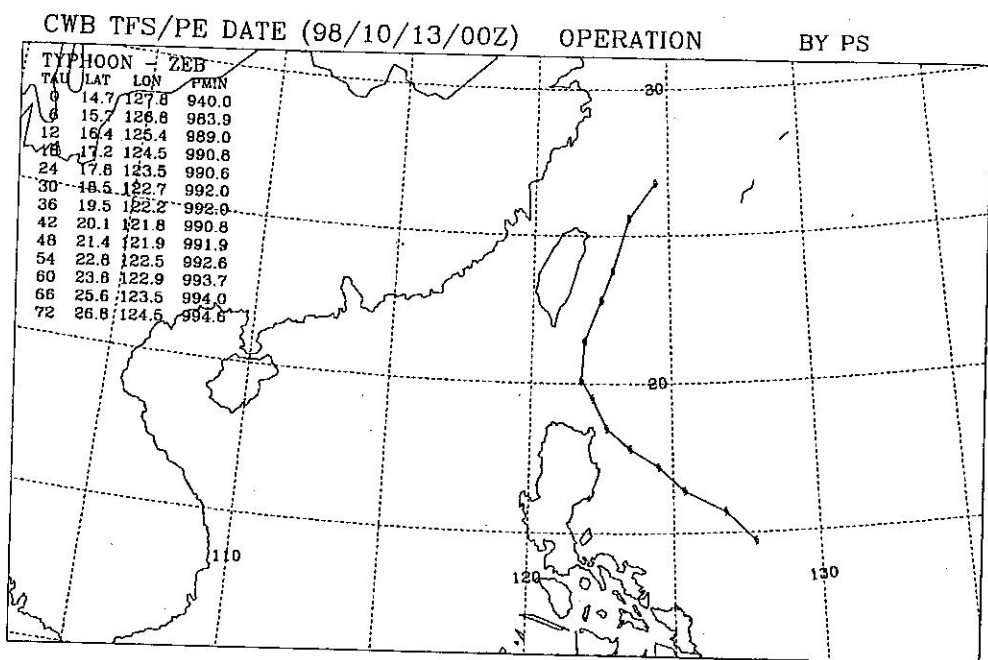 CWB TFS/PE DATE (98/10/13/00Z) OPERATION BY PS
TYPHOON - ZEB
TAU LAT LON PMIN
0 14.7 127.8 940.0
6 15.7 126.8 983.9
12 16.4 125.4 989.0
18 17.2 124.5 990.8
24 17.8 123.5 990.6
30 18.5 122.7 992.0
36 19.5 122.2 992.0
42 20.1 121.8 990.8
48 21.4 121.9 991.9
54 22.8 122.5 992.6
60 23.8 122.9 993.7
66 25.6 123.5 994.0
72 26.8 124.5 994.6
30
20
110
120
130